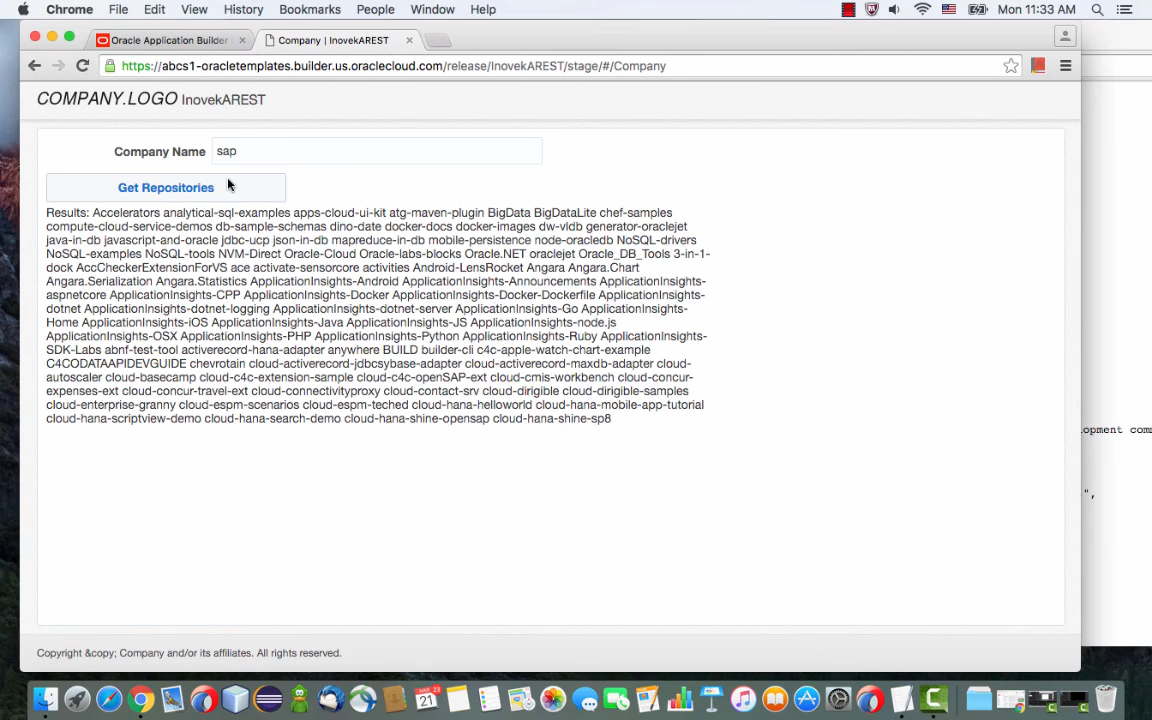 Chrome File Edit View History Bookmarks People Window Help Mon 11:33 AM
Oracle Application Builder Company | InovekAREST
https://abcs1-oracletemplates.builder.us.oraclecloud.com/release/InovekAREST/stage/#/Company
COMPANY.LOGO InovekAREST
Company Name sap
Get Repositories
Results: Accelerators analytical-sql-examples apps-cloud-ui-kit atg-maven-plugin BigData BigDataLite chef-samples
compute-cloud-service-demos db-sample-schemas dino-date docker-docs docker-images dw-vldb generator-oraclejet
java-in-db javascript-and-oracle jdbc-ucp json-in-db mapreduce-in-db mobile-persistence node-oracledb NoSQL-drivers
NoSQL-examples NoSQL-tools NVM-Direct Oracle-Cloud Oracle-labs-blocks Oracle.NET oraclejet Oracle_DB_Tools 3-in-1-
dock AccCheckerExtensionForVS ace activate-sensorcore activities Android-LensRocket Angara Angara.Chart
Angara.Serialization Angara.Statistics ApplicationInsights-Android ApplicationInsights-Announcements ApplicationInsights-
aspnetcore ApplicationInsights-CPP ApplicationInsights-Docker ApplicationInsights-Docker-Dockerfile ApplicationInsights-
dotnet ApplicationInsights-dotnet-logging ApplicationInsights-dotnet-server ApplicationInsights-Go ApplicationInsights-
Home ApplicationInsights-iOS ApplicationInsights-Java ApplicationInsights-JS ApplicationInsights-node.js
ApplicationInsights-OSX ApplicationInsights-PHP ApplicationInsights-Python ApplicationInsights-Ruby ApplicationInsights-
SDK-Labs abnf-test-tool activerecord-hana-adapter anywhere BUILD builder-cli c4c-apple-watch-chart-example
C4CODATAAPIDEVGUIDE chevrotain cloud-activerecord-jdbcsybase-adapter cloud-activerecord-maxdb-adapter cloud-
autoscaler cloud-basecamp cloud-c4c-extension-sample cloud-c4c-openSAP-ext cloud-cmis-workbench cloud-concur-
expenses-ext cloud-concur-travel-ext cloud-connectivityproxy cloud-contact-srv cloud-dirigible cloud-dirigible-samples
cloud-enterprise-granny cloud-espm-scenarios cloud-espm-teched cloud-hana-helloworld cloud-hana-mobile-app-tutorial
cloud-hana-scriptview-demo cloud-hana-search-demo cloud-hana-shine-opensap cloud-hana-shine-sp8
opment com
",
Copyright &copy; Company and/or its affiliates. All rights reserved.